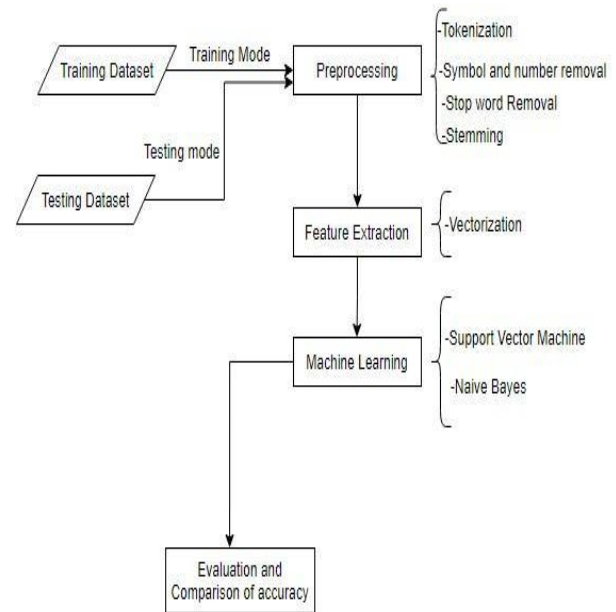 Training Dataset
Training Mode
Preprocessing
-Tokenization
-Symbol and number removal
-Stop word Removal
-Stemming
Testing mode
Testing Dataset
Feature Extraction
-Vectorization
Machine Learning
-Support Vector Machine
-Naive Bayes
Evaluation and
Comparison of accuracy